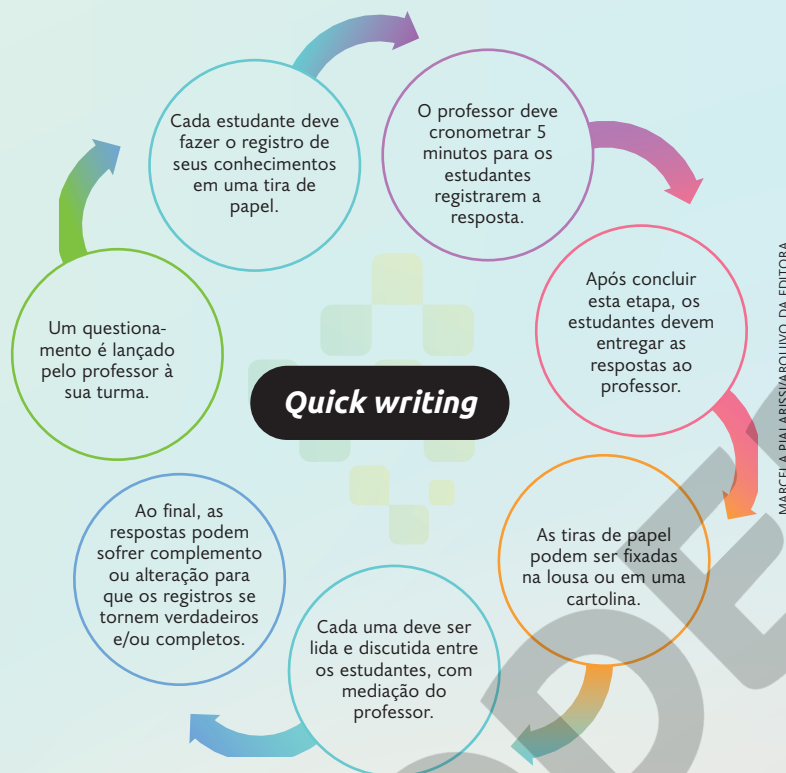 Um questiona-
mento é lançado
pelo professor à
sua turma.
Cada estudante deve
fazer o registro de
seus conhecimentos
em uma tira de
papel.
O professor deve
cronometrar 5
minutos para os
estudantes
registrarem a
resposta.
Após concluir
esta etapa, os
estudantes devem
entregar as
respostas ao
professor.
As tiras de papel
podem ser fixadas
na lousa ou em uma
cartolina.
Cada uma deve ser
lida e discutida entre
os estudantes, com
mediação do
professor.
Ao final, as
respostas podem
sofrer complemento
ou alteração para
que os registros se
tornem verdadeiros
e/ou completos.
Quick writing
MARCELA PIALARISSI/ARQUIVO DA EDITORA